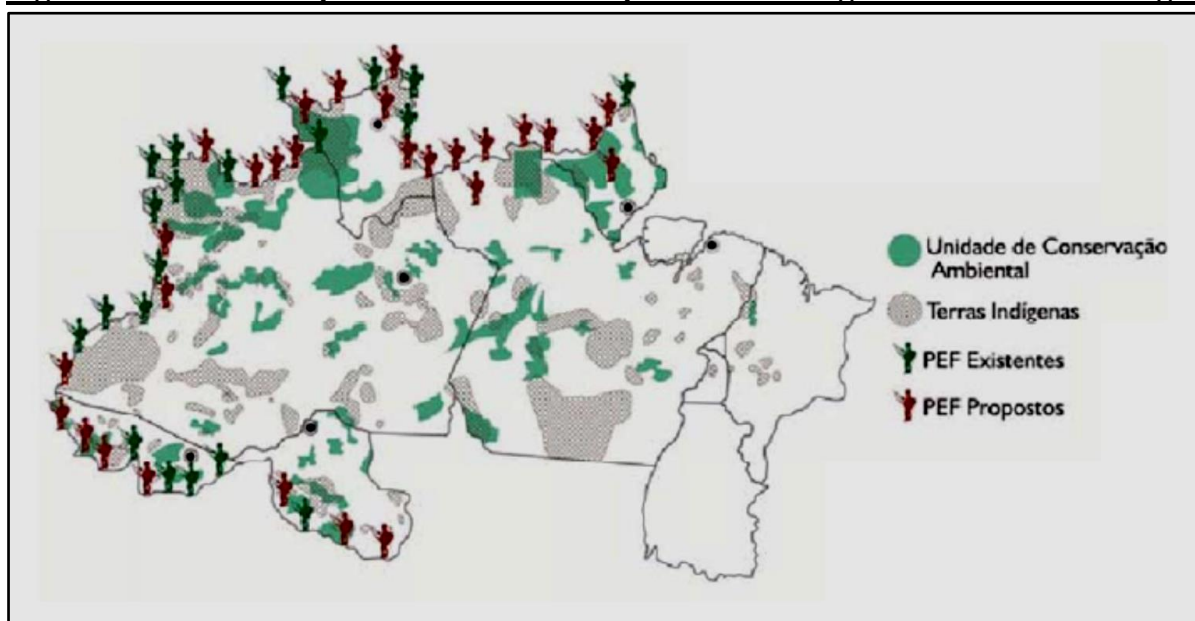 Unidade de Conservação
Ambiental
Terras Indígenas
PEF Existentes
PEF Propostos